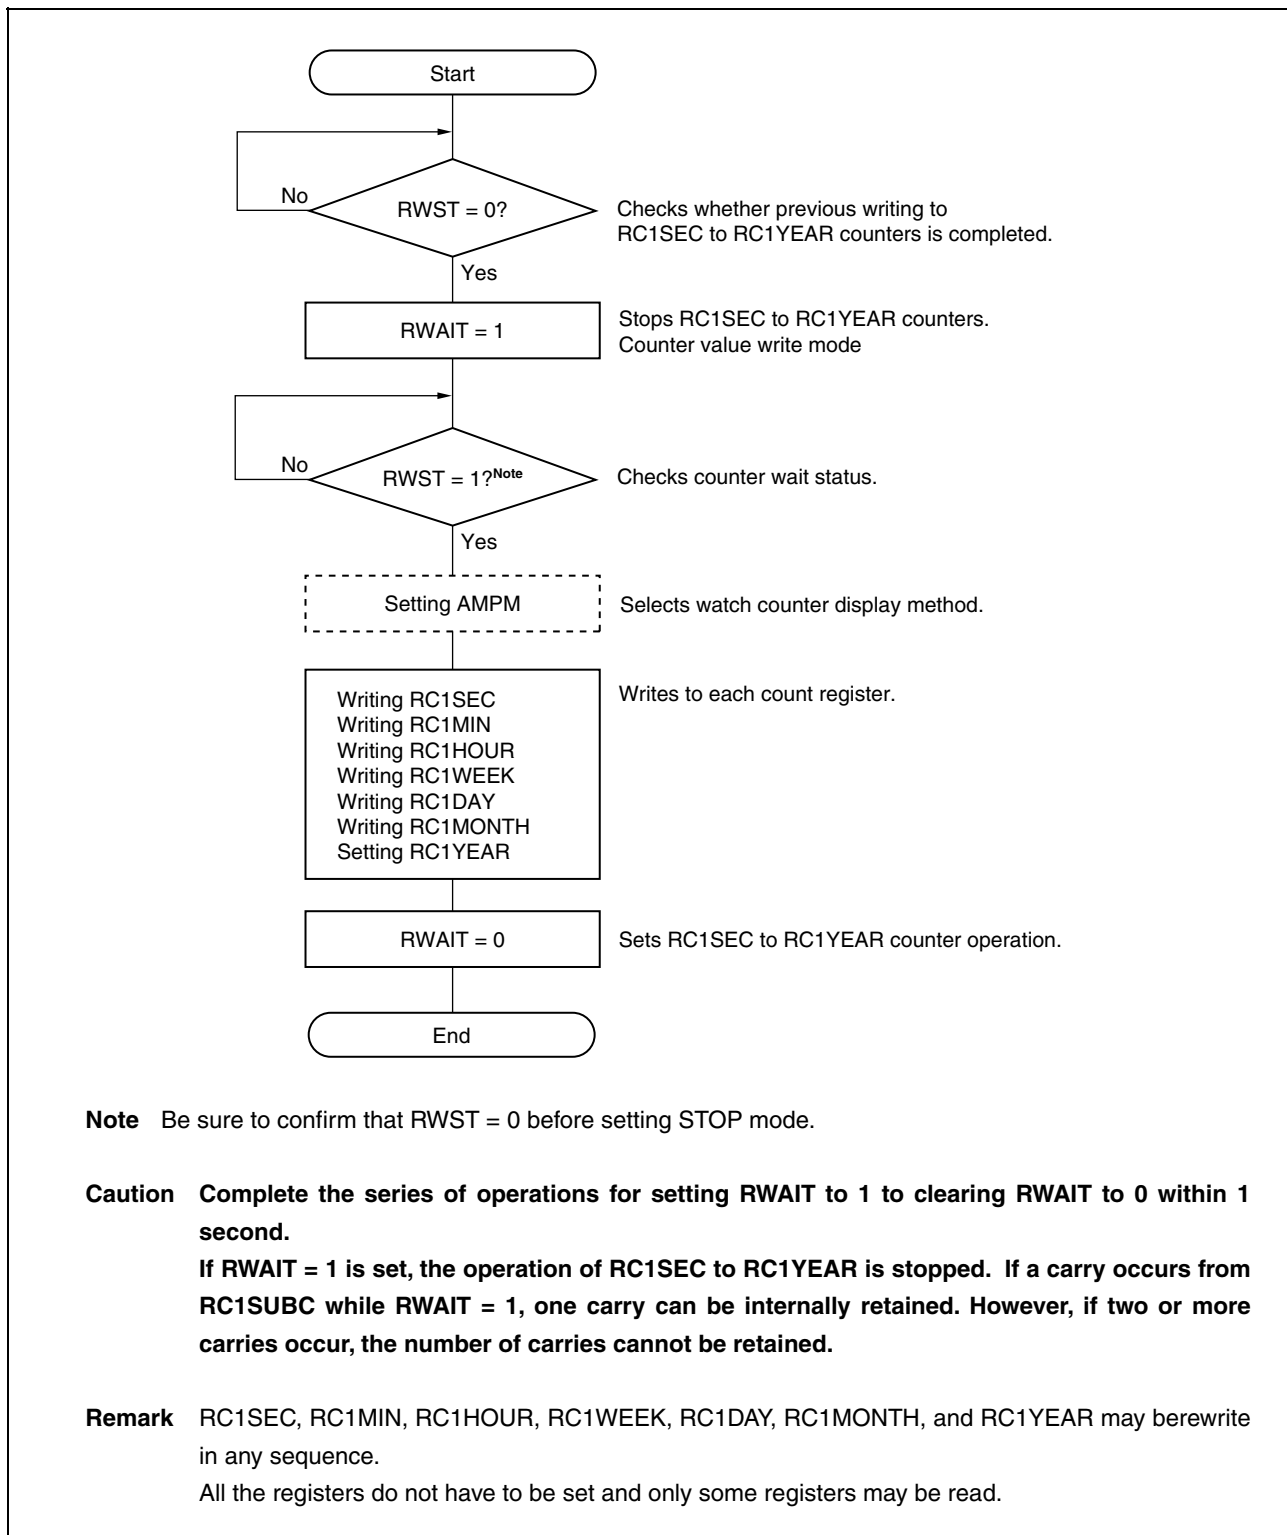 Start
No
RWST = 0?
Checks whether previous writing to
RC1SEC to RC1YEAR counters is completed.
Yes
RWAIT = 1
Stops RC1SEC to RC1YEAR counters.
Counter value write mode
No
RWST = 1?Note
Checks counter wait status.
Yes
Setting AMPM
Selects watch counter display method.
Writing RC1SEC
Writes to each count register.
Writing RC1MIN
Writing RC1HOUR
Writing RC1WEEK
Writing RC1DAY
Writing RC1MONTH
Setting RC1YEAR
RWAIT = 0
Sets RC1SEC to RC1YEAR counter operation.
End
Note Be sure to confirm that RWST = 0 before setting STOP mode.
Caution Complete the series of operations for setting RWAIT to 1 to clearing RWAIT to 0 within 1
second.
If RWAIT = 1 is set, the operation of RC1SEC to RC1YEAR is stopped. If a carry occurs from
RC1SUBC while RWAIT = 1, one carry can be internally retained. However, if two or more
carries occur, the number of carries cannot be retained.
Remark RC1SEC, RC1MIN, RC1HOUR, RC1WEEK, RC1DAY, RC1MONTH, and RC1YEAR may berewrite
in any sequence.
All the registers do not have to be set and only some registers may be read.